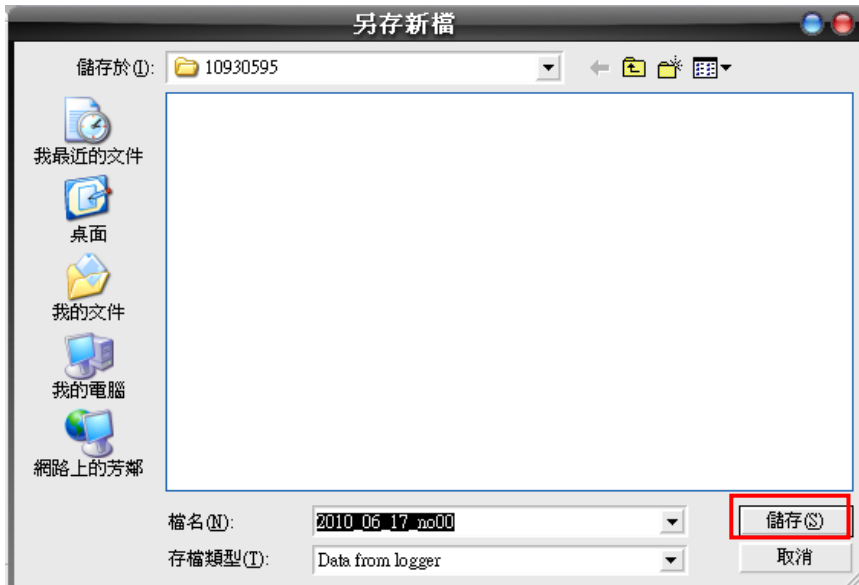 另存新檔
儲存於(I):
10930595
我最近的文件
桌面
我的文件
我的電腦
網路上的芳鄰
檔名(N):
2010_06_17_no00
儲存(S)
存檔類型(T):
Data from logger
取消